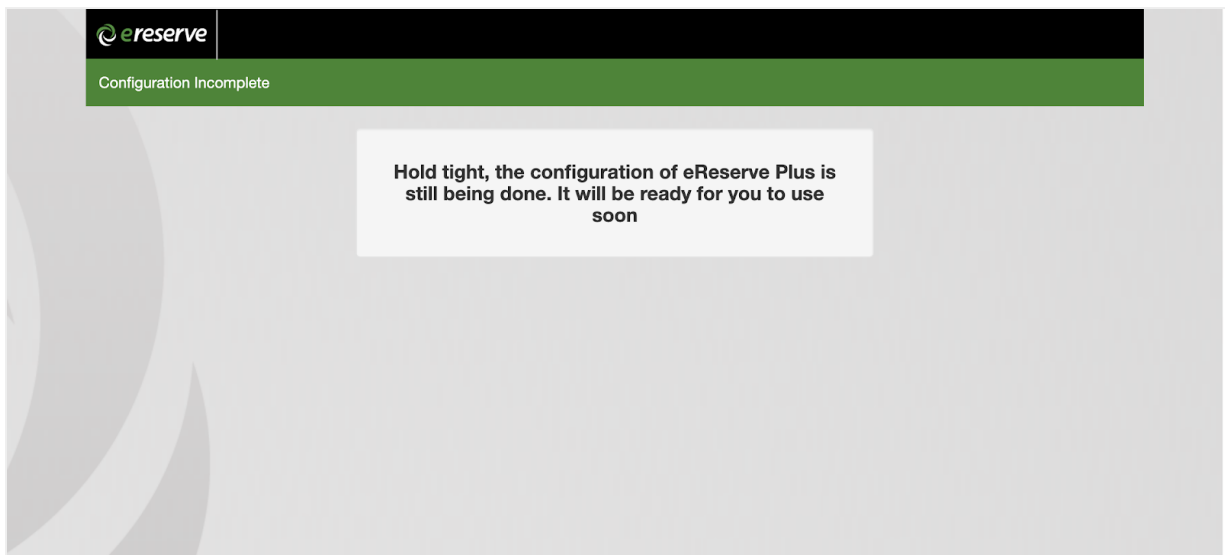 ereserve
Configuration Incomplete
Hold tight, the configuration of eReserve Plus is
still being done. It will be ready for you to use
soon